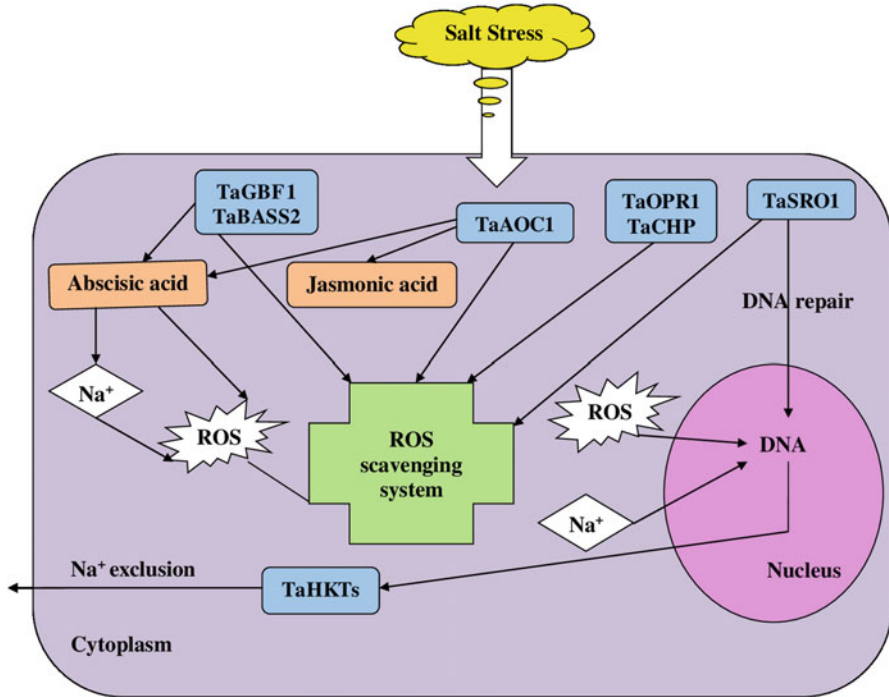 Salt Stress
TaGBF1
TaBASS2
TaAOC1
TaOPR1
TaCHP
TaSRO1
Abscisic acid
Jasmonic acid
DNA repair
Na⁺
ROS
ROS
scavenging
system
ROS
DNA
Na⁺
Na⁺ exclusion
TaHKTs
Nucleus
Cytoplasm